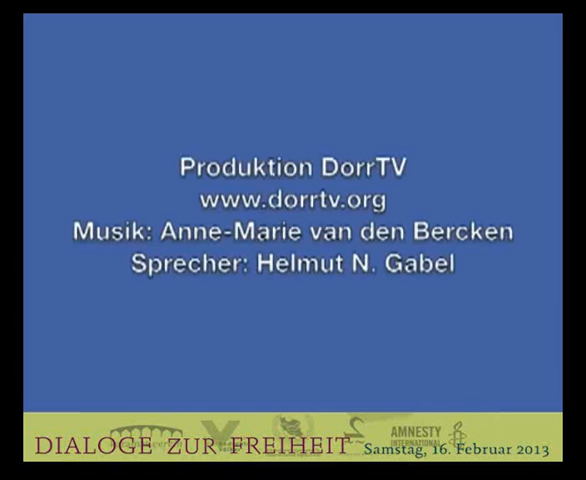 Produktion DorrTV
www.dorrtv.org
Musik: Anne-Marie van den Bercken
Sprecher: Helmut N. Gabel
AMNESTY
INTERNATIONAL
DIALOGE ZUR FREIHEIT Samstag, 16. Februar 2013